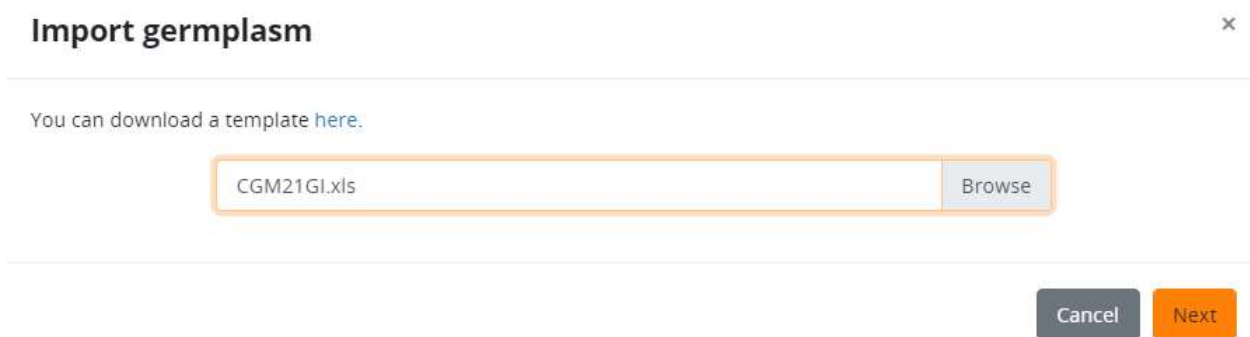 Import germplasm ×
You can download a template here.
CGM21GI.xls Browse
Cancel Next